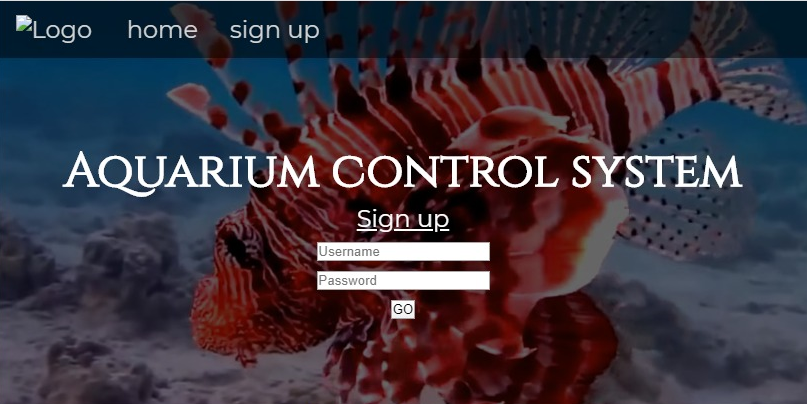 Logo home sign up
Aquarium control system
Sign up
Username
Password
GO